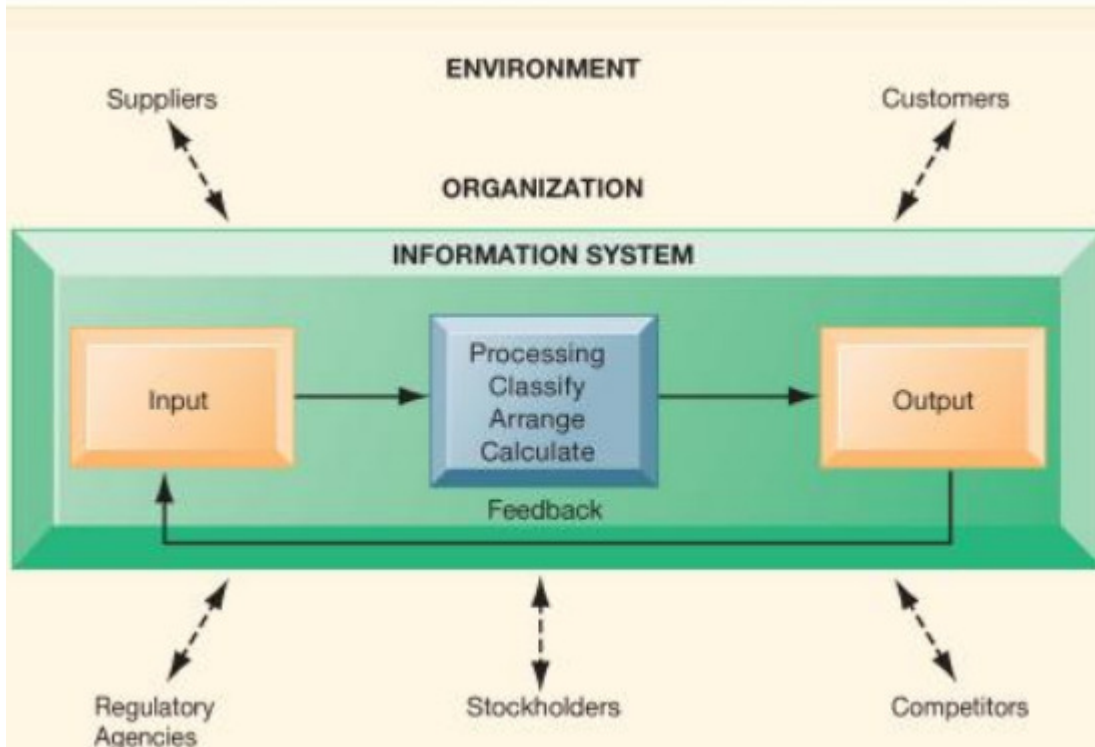 ENVIRONMENT
Suppliers
Customers
ORGANIZATION
INFORMATION SYSTEM
Input
Processing
Classify
Arrange
Calculate
Output
Feedback
Regulatory
Agencies
Stockholders
Competitors